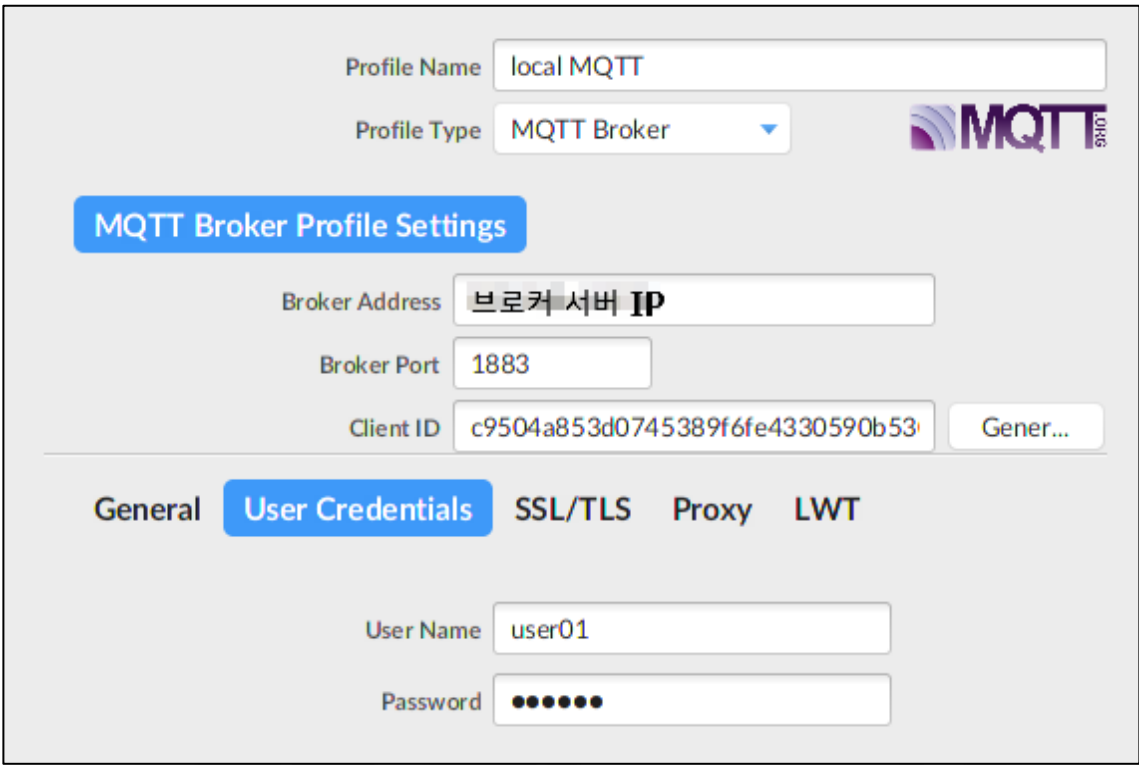 Profile Name local MQTT
Profile Type MQTT Broker MQTT.ORG
MQTT Broker Profile Settings
Broker Address 브로커 서버 IP
Broker Port 1883
Client ID c9504a853d0745389f6fe4330590b53 Gener...
General User Credentials SSL/TLS Proxy LWT
User Name user01
Password ••••••